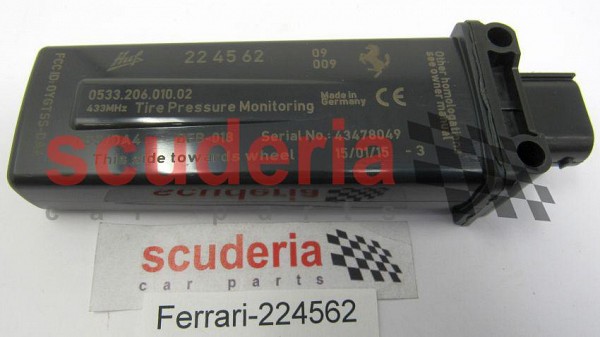 Huf 22 45 62 09
009
0533.206.010.02
433MHz Tire Pressure Monitoring
Made in
Germany CE
Serial No.: 43478049
This side towards wheel 15/01/15 - 3
Other homologation
see owner manual
scuderia
car parts
scuderia
car parts
Ferrari-224562